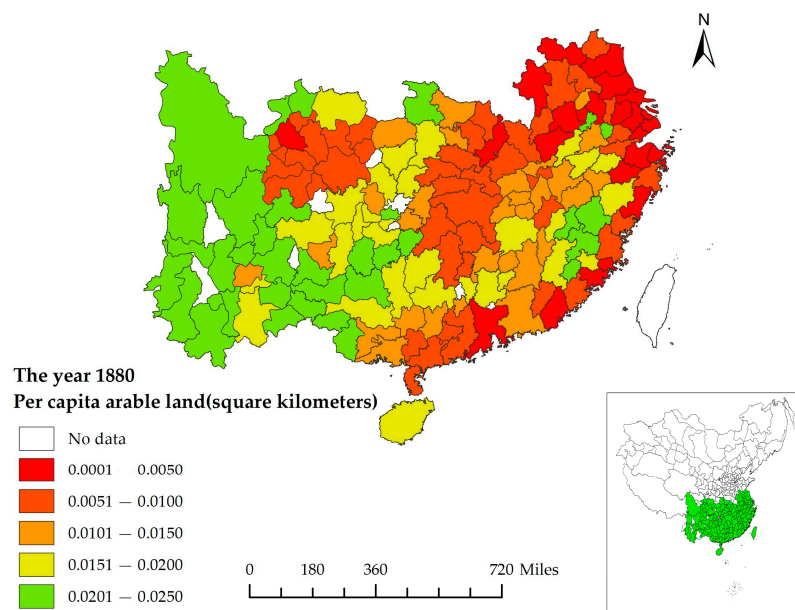 N
The year 1880
Per capita arable land(square kilometers)
No data
0.0001 0.0050
0.0051 — 0.0100
0.0101 — 0.0150
0.0151 — 0.0200
0.0201 — 0.0250
0 180 360 720 Miles